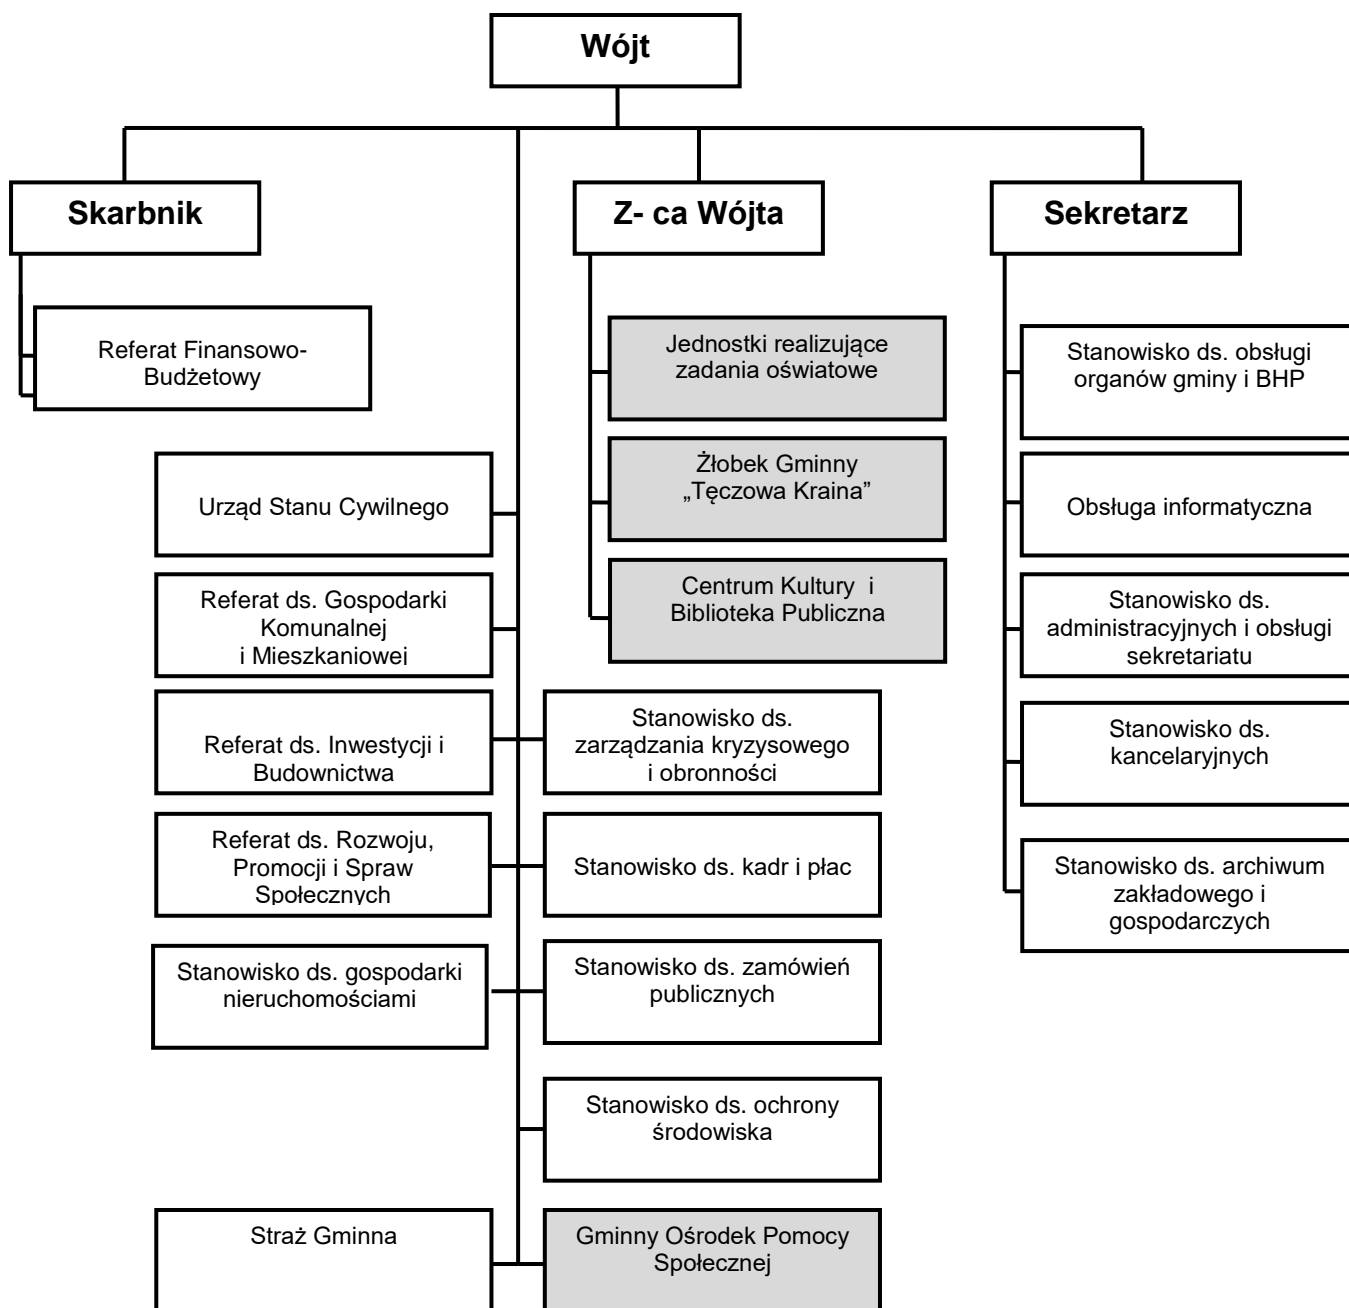 Wójt
Skarbnik
Z- ca Wójta
Sekretarz
Referat Finansowo-
Budżetowy
Jednostki realizujące
zadania oświatowe
Stanowisko ds. obsługi
organów gminy i BHP
Urząd Stanu Cywilnego
Żłobek Gminny
„Tęczowa Kraina”
Obsługa informatyczna
Referat ds. Gospodarki
Komunalnej
i Mieszkaniowej
Centrum Kultury i
Biblioteka Publiczna
Stanowisko ds.
administracyjnych i obsługi
sekretariatu
Referat ds. Inwestycji i
Budownictwa
Stanowisko ds.
zarządzania kryzysowego
i obronności
Stanowisko ds.
kancelaryjnych
Referat ds. Rozwoju,
Promocji i Spraw
Społecznych
Stanowisko ds. kadr i płac
Stanowisko ds. archiwum
zakładowego i
gospodarczych
Stanowisko ds. gospodarki
nieruchomościami
Stanowisko ds. zamówień
publicznych
Stanowisko ds. ochrony
środowiska
Straż Gminna
Gminny Ośrodek Pomocy
Społecznej